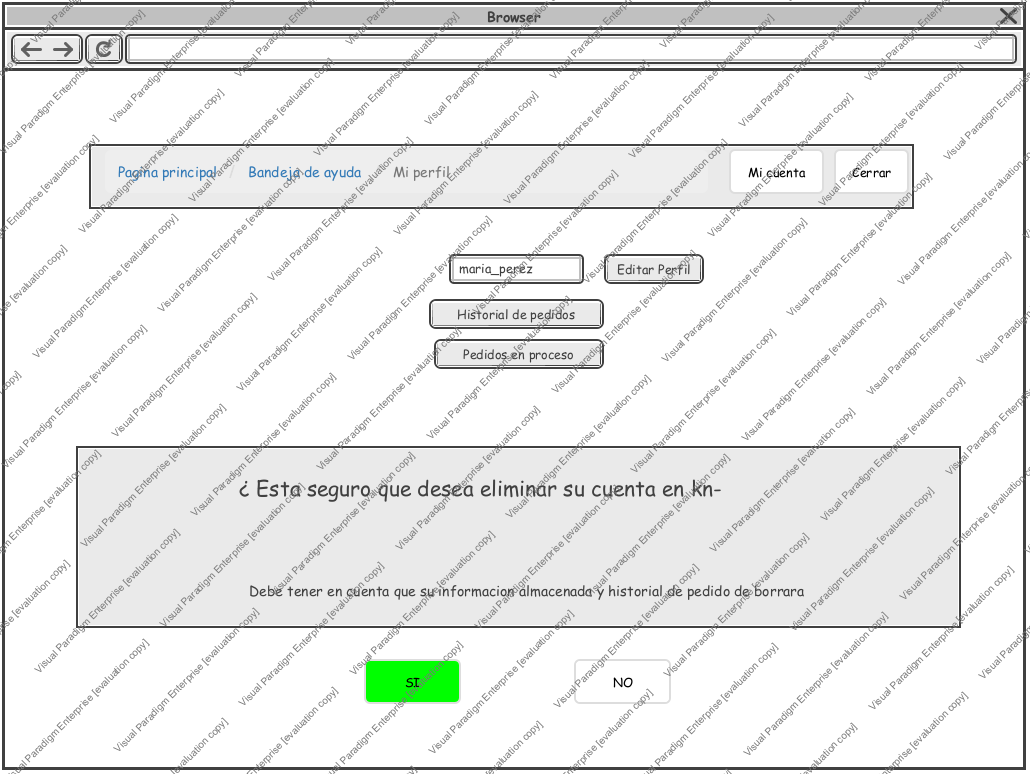 Browser
Pagina principal / Bandeja de ayuda Mi perfil Mi cuenta Cerrar
maria_perez Editar Perfil
Historial de pedidos
Pedidos en proceso
¿ Esta seguro que desea eliminar su cuenta en kn-
Debe tener en cuenta que su informacion almacenada y historial de pedido de borrara
SI NO
Visual Paradigm Enterprise [evaluation copy]